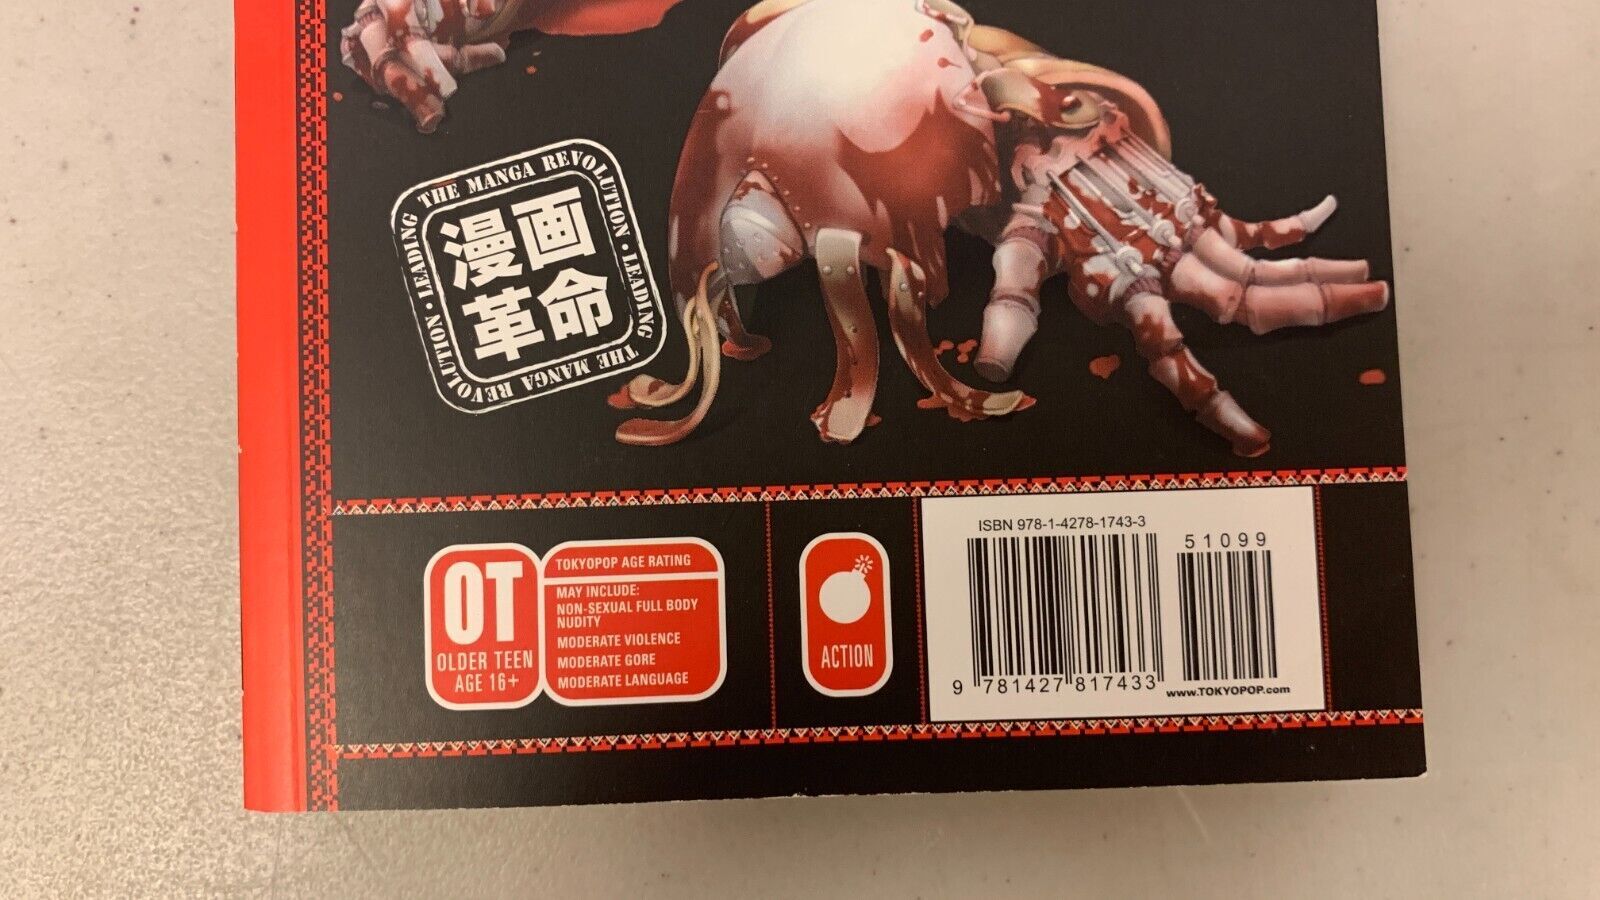 LEADING THE MANGA REVOLUTION • LEADING THE MANGA REVOLUTION •
漫画
革命
OT
OLDER TEEN
AGE 16+
TOKYOPOP AGE RATING
MAY INCLUDE:
NON-SEXUAL FULL BODY
NUDITY
MODERATE VIOLENCE
MODERATE GORE
MODERATE LANGUAGE
ACTION
ISBN 978-1-4278-1743-3
51099
9 781427 817433
www.TOKYOPOP.com